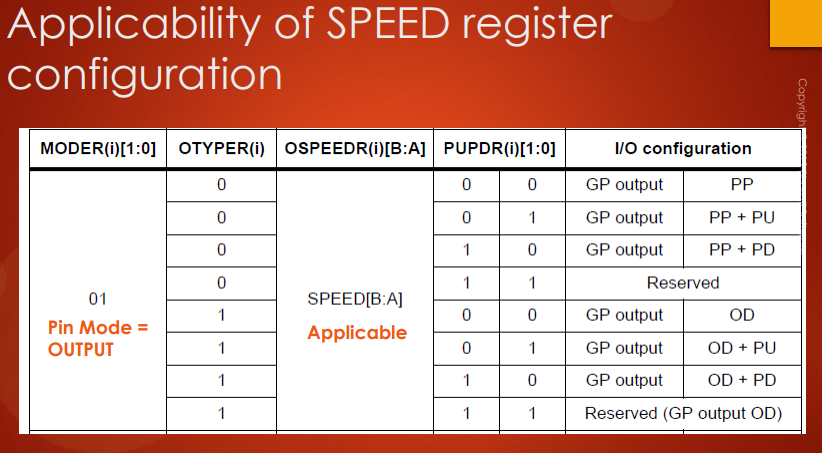 Applicability of SPEED register
configuration
Copyright
MODER(i)[1:0] OTYPER(i) OSPEEDR(i)[B:A] PUPDR(i)[1:0] I/O configuration
0 0 0 GP output PP
0 0 1 GP output PP + PU
0 1 0 GP output PP + PD
0 1 1 Reserved
01 SPEED[B:A]
1 0 0 GP output OD
Pin Mode = Applicable
OUTPUT
1 0 1 GP output OD + PU
1 1 0 GP output OD + PD
1 1 1 Reserved (GP output OD)